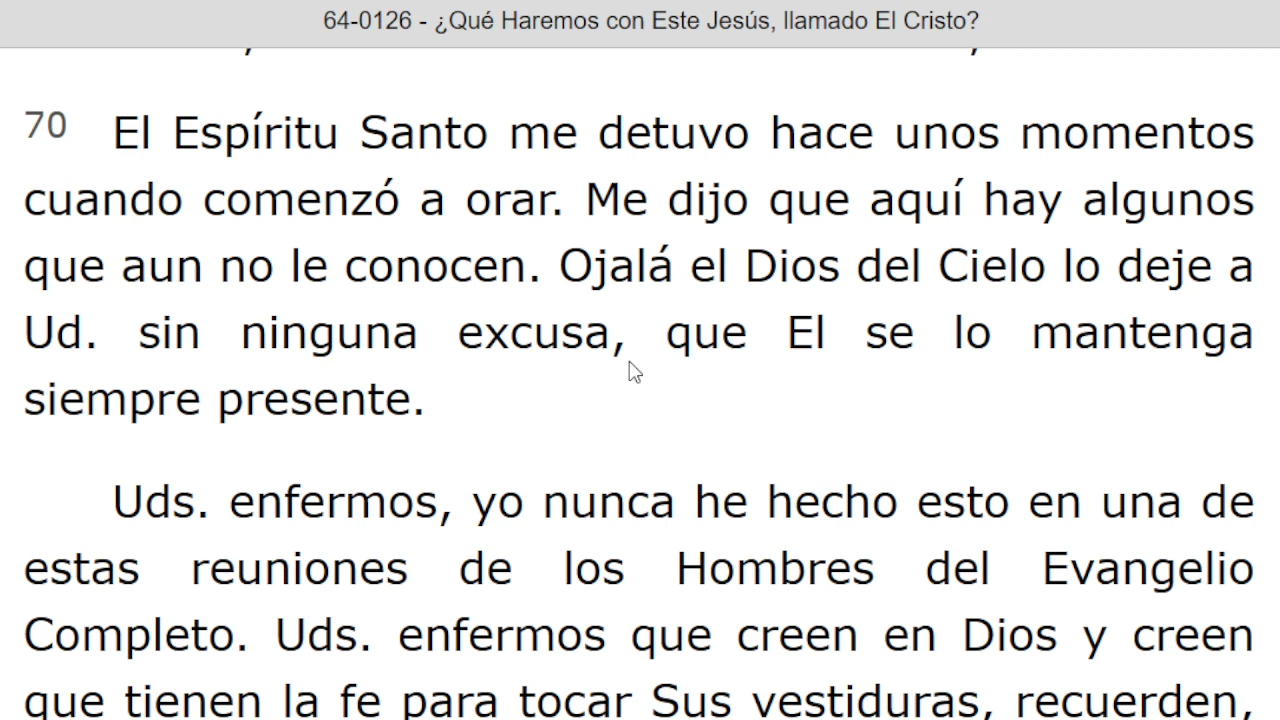 64-0126 - ¿Qué Haremos con Este Jesús, llamado El Cristo?
70 El Espíritu Santo me detuvo hace unos momentos
cuando comenzó a orar. Me dijo que aquí hay algunos
que aun no le conocen. Ojalá el Dios del Cielo lo deje a
Ud. sin ninguna excusa, que El se lo mantenga
siempre presente.
Uds. enfermos, yo nunca he hecho esto en una de
estas reuniones de los Hombres del Evangelio
Completo. Uds. enfermos que creen en Dios y creen
que tienen la fe para tocar Sus vestiduras, recuerden,